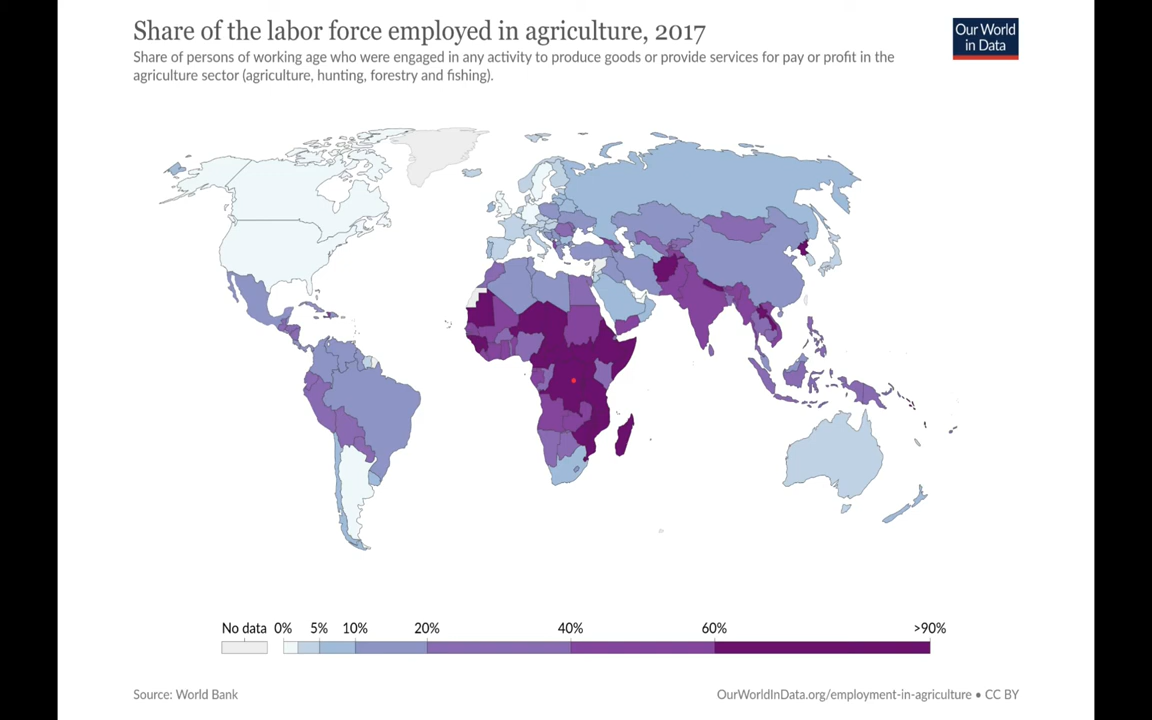 Share of the labor force employed in agriculture, 2017
Our World
in Data
Share of persons of working age who were engaged in any activity to produce goods or provide services for pay or profit in the
agriculture sector (agriculture, hunting, forestry and fishing).
No data 0% 5% 10% 20% 40% 60% >90%
Source: World Bank
OurWorldInData.org/employment-in-agriculture • CC BY